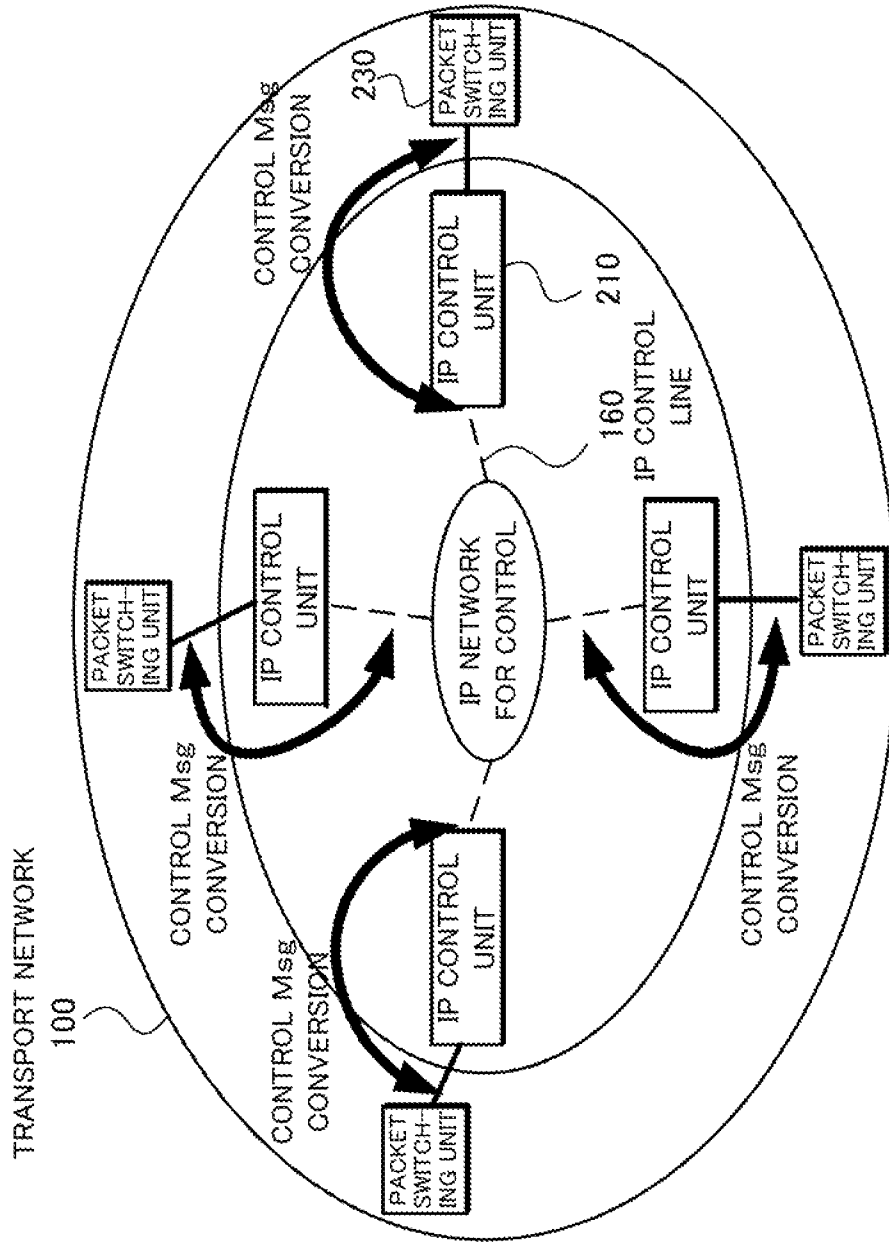 TRANSPORT NETWORK
100
PACKET
SWITCH-
ING UNIT
CONTROL Msg
CONVERSION
IP CONTROL
UNIT
CONTROL Msg
CONVERSION
PACKET
SWITCH-
ING UNIT
IP CONTROL
UNIT
IP NETWORK
FOR CONTROL
CONTROL Msg
CONVERSION
IP CONTROL
UNIT
PACKET
SWITCH-
ING UNIT
160
IP CONTROL
LINE
CONTROL Msg
CONVERSION
IP CONTROL
UNIT
210
230
PACKET
SWITCH-
ING UNIT